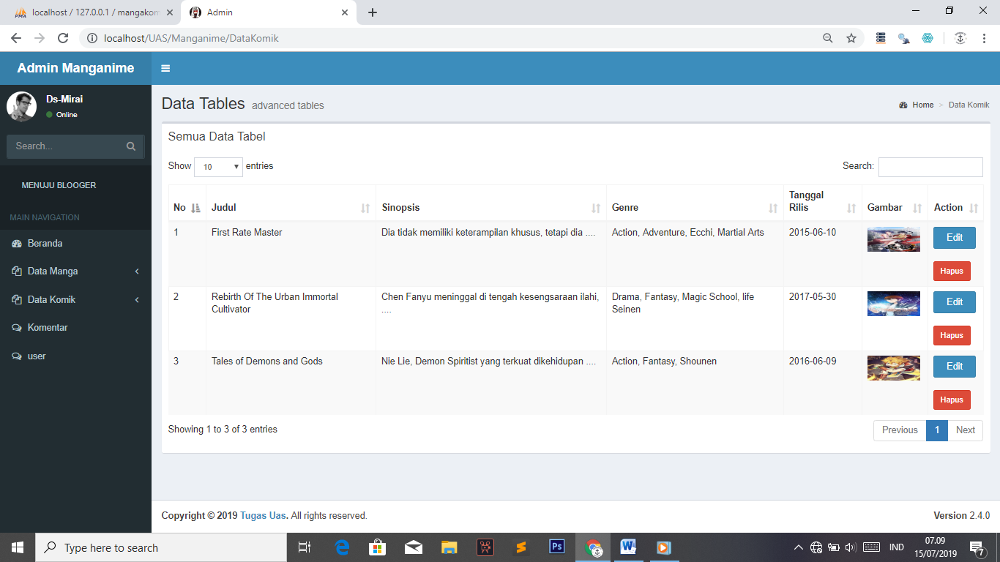 localhost / 127.0.0.1 / mangakom
Admin
localhost/UAS/Manganime/DataKomik
Admin Manganime
Ds-Mirai
Online
Search...
MENUJU BLOOGER
MAIN NAVIGATION
Beranda
Data Manga
Data Komik
Komentar
user
Data Tables advanced tables
Home > Data Komik
Semua Data Tabel
Show 10 entries
Search:
No Judul Sinopsis Genre Tanggal Rilis Gambar Action
1 First Rate Master Dia tidak memiliki keterampilan khusus, tetapi dia .... Action, Adventure, Ecchi, Martial Arts 2015-06-10 Edit
Hapus
2 Rebirth Of The Urban Immortal Cultivator Chen Fanyu meninggal di tengah kesengsaraan ilahi, .... Drama, Fantasy, Magic School, life Seinen 2017-05-30 Edit
Hapus
3 Tales of Demons and Gods Nie Lie, Demon Spiritist yang terkuat dikehidupan .... Action, Fantasy, Shounen 2016-06-09 Edit
Hapus
Showing 1 to 3 of 3 entries
Previous 1 Next
Copyright © 2019 Tugas Uas. All rights reserved.
Version 2.4.0
Type here to search
IND
07.09
15/07/2019
7